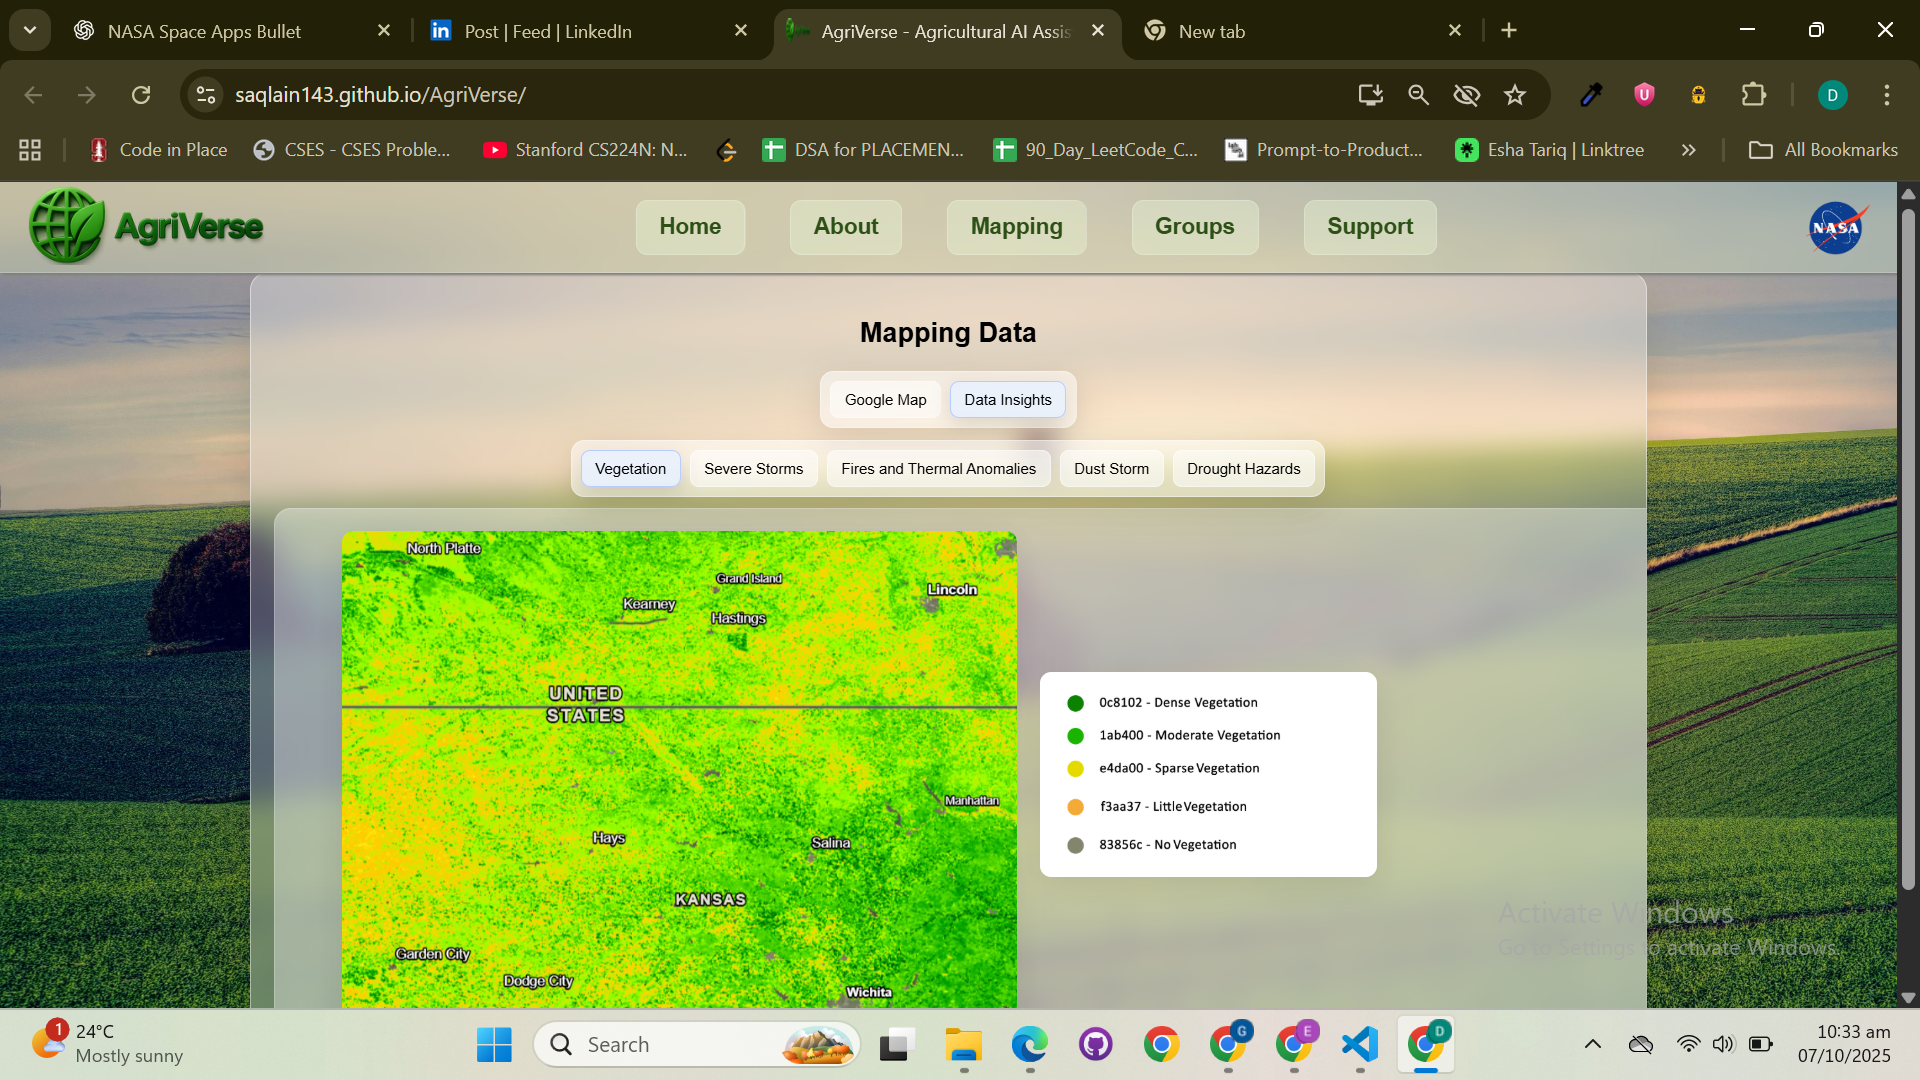 NASA Space Apps Bullet
Post | Feed | LinkedIn
AgriVerse - Agricultural AI Assis
New tab
saqlain143.github.io/AgriVerse/
U
D
Code in Place
CSES - CSES Proble...
Stanford CS224N: N...
DSA for PLACEMEN...
90_Day_LeetCode_C...
Prompt-to-Product...
Esha Tariq | Linktree
All Bookmarks
AgriVerse
Home
About
Mapping
Groups
Support
NASA
Mapping Data
Google Map
Data Insights
Vegetation
Severe Storms
Fires and Thermal Anomalies
Dust Storm
Drought Hazards
North Platte
Grand Island
Lincoln
Kearney
Hastings
UNITED
STATES
Manhattan
Hays
Salina
KANSAS
Garden City
Dodge City
Wichita
0c8102 - Dense Vegetation
1ab400 - Moderate Vegetation
e4da00 - Sparse Vegetation
f3aa37 - Little Vegetation
83856c - No Vegetation
Activate Windows
Go to Settings to activate Windows.
1
24°C
Mostly sunny
Search
G
E
D
10:33 am
07/10/2025